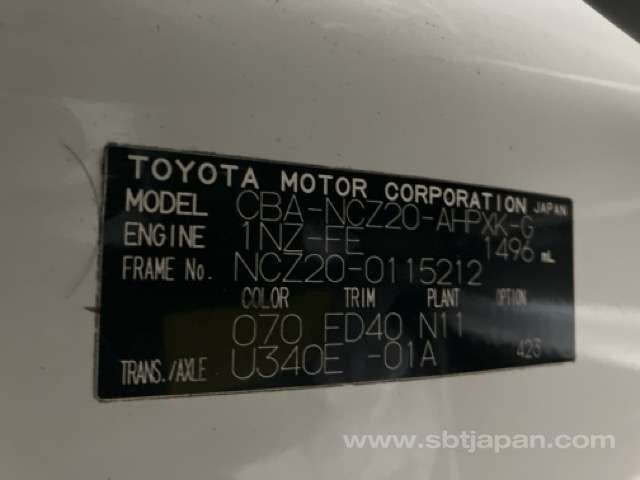 TOYOTA MOTOR CORPORATION JAPAN
MODEL CBA-NCZ20-AHPXK-G
ENGINE 1NZ-FE 1496 mL
FRAME No. NCZ20-0115212
COLOR TRIM PLANT OPTION
070 FD40 N11
TRANS./AXLE U340E -01A 423
www.sbtjapan.com